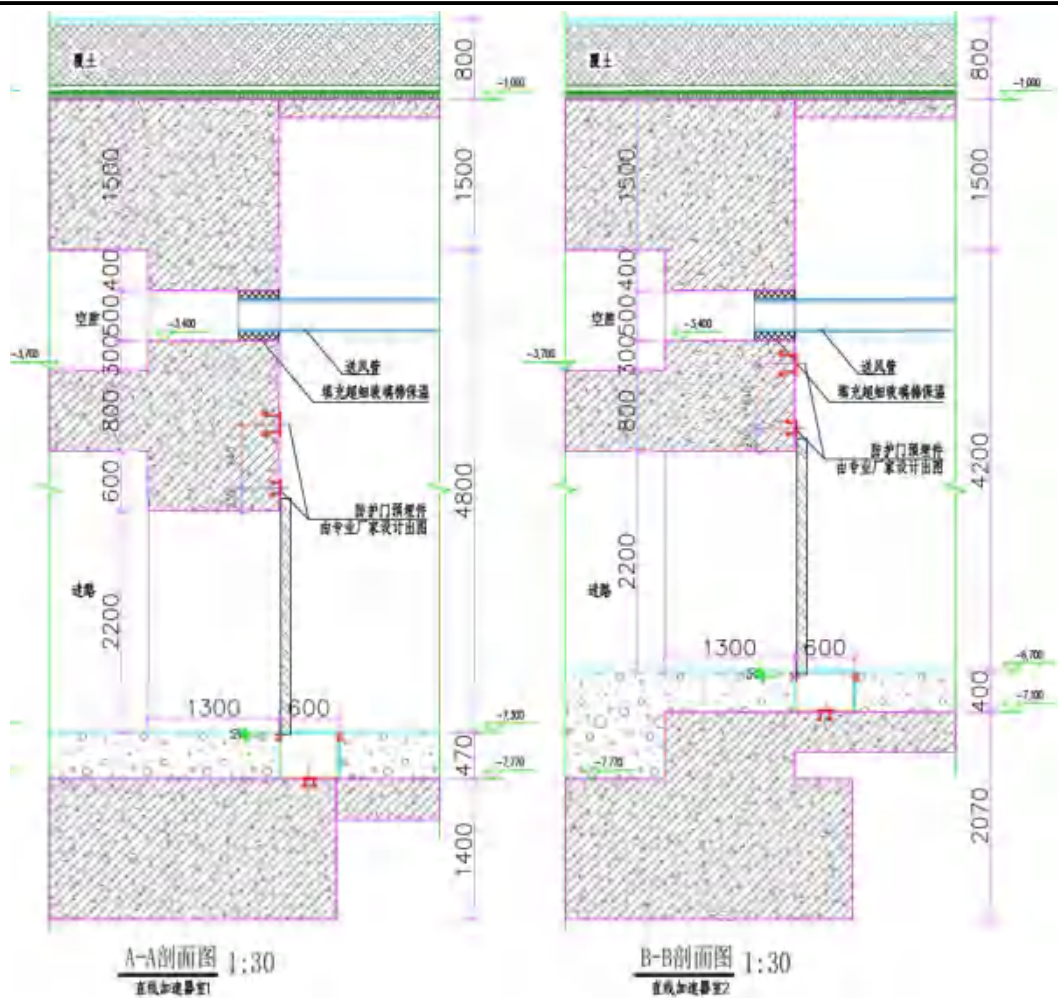 覆土
800
-1,000
1500
1500
400
500
300
空腔
-3,400
-3,700
送风管
填充超细玻璃棉保温
800
600
4800
防护门预埋件
由专业厂家设计出图
迷路
2200
1300
600
470
-7,770
1400
A-A剖面图 1:30
直线加速器室1
覆土
800
-1,000
1500
1500
400
500
300
空腔
-3,400
-3,700
送风管
填充超细玻璃棉保温
800
4200
防护门预埋件
由专业厂家设计出图
迷路
2200
1300
600
-6,700
400
-7,100
-7,770
2070
B-B剖面图 1:30
直线加速器室2